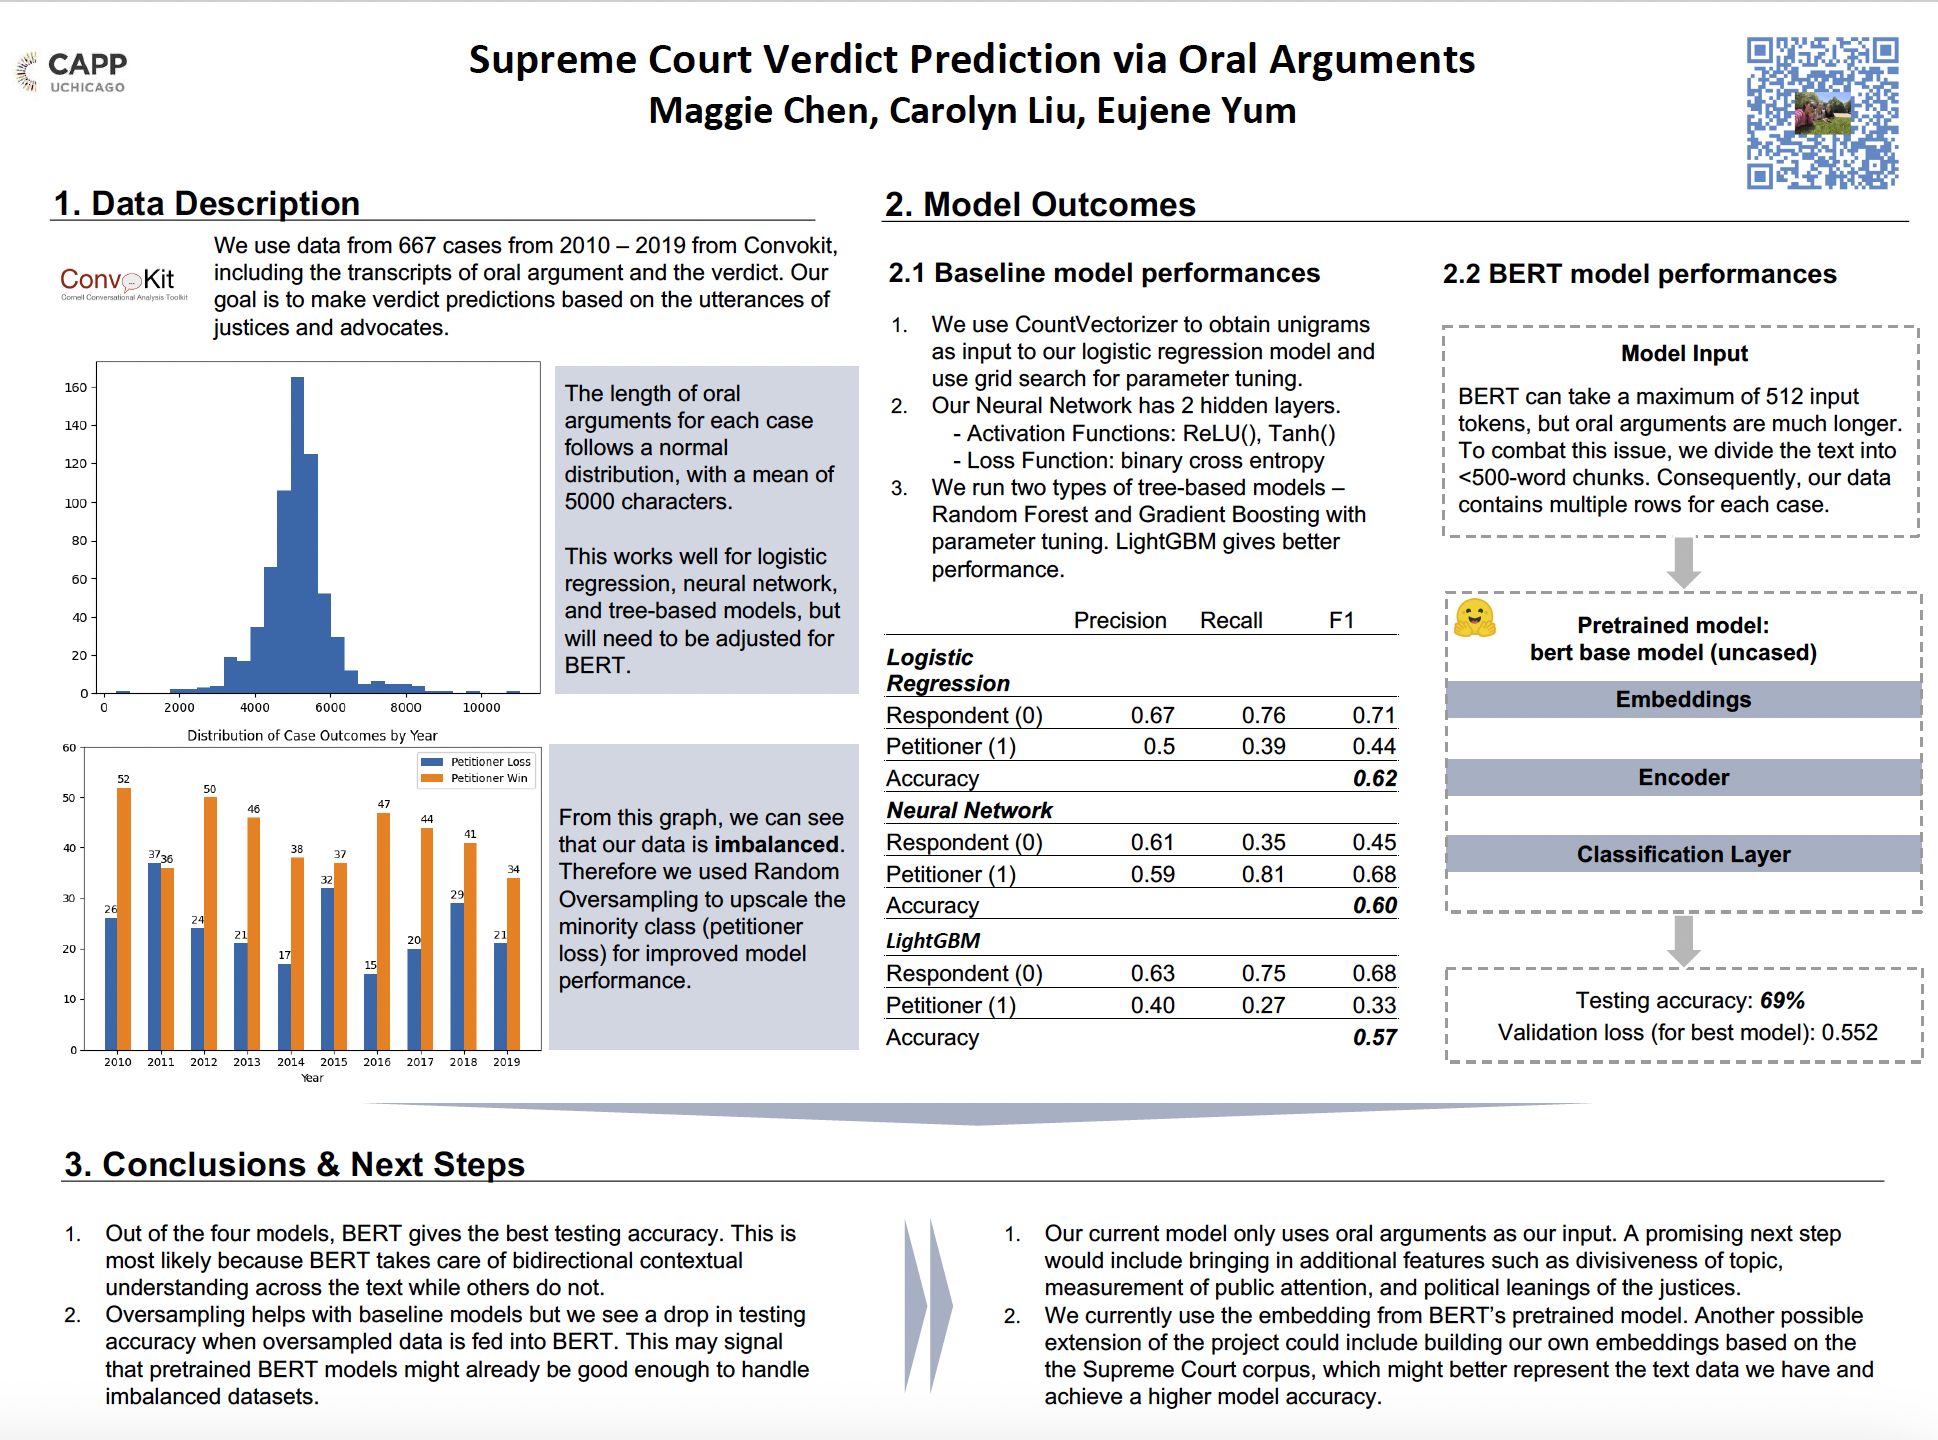 CAPP
UCHICAGO
Supreme Court Verdict Prediction via Oral Arguments
Maggie Chen, Carolyn Liu, Eujene Yum
1. Data Description
ConvoKit
Cornell Conversational Analysis Toolkit
We use data from 667 cases from 2010 – 2019 from Convokit,
including the transcripts of oral argument and the verdict. Our
goal is to make verdict predictions based on the utterances of
justices and advocates.
160
140
120
100
80
60
40
20
0
0 2000 4000 6000 8000 10000
The length of oral
arguments for each case
follows a normal
distribution, with a mean of
5000 characters.
This works well for logistic
regression, neural network,
and tree-based models, but
will need to be adjusted for
BERT.
Distribution of Case Outcomes by Year
Petitioner Loss
Petitioner Win
60
50
40
30
20
10
0
26 52
37 36
24 50
21 46
17 38
32 37
15 47
20 44
29 41
21 34
2010 2011 2012 2013 2014 2015 2016 2017 2018 2019
Year
From this graph, we can see
that our data is imbalanced.
Therefore we used Random
Oversampling to upscale the
minority class (petitioner
loss) for improved model
performance.
2. Model Outcomes
2.1 Baseline model performances
1. We use CountVectorizer to obtain unigrams
as input to our logistic regression model and
use grid search for parameter tuning.
2. Our Neural Network has 2 hidden layers.
- Activation Functions: ReLU(), Tanh()
- Loss Function: binary cross entropy
3. We run two types of tree-based models –
Random Forest and Gradient Boosting with
parameter tuning. LightGBM gives better
performance.
Precision Recall F1
Logistic
Regression
Respondent (0) 0.67 0.76 0.71
Petitioner (1) 0.5 0.39 0.44
Accuracy 0.62
Neural Network
Respondent (0) 0.61 0.35 0.45
Petitioner (1) 0.59 0.81 0.68
Accuracy 0.60
LightGBM
Respondent (0) 0.63 0.75 0.68
Petitioner (1) 0.40 0.27 0.33
Accuracy 0.57
2.2 BERT model performances
Model Input
BERT can take a maximum of 512 input
tokens, but oral arguments are much longer.
To combat this issue, we divide the text into
<500-word chunks. Consequently, our data
contains multiple rows for each case.
Pretrained model:
bert base model (uncased)
Embeddings
Encoder
Classification Layer
Testing accuracy: 69%
Validation loss (for best model): 0.552
3. Conclusions & Next Steps
1. Out of the four models, BERT gives the best testing accuracy. This is
most likely because BERT takes care of bidirectional contextual
understanding across the text while others do not.
2. Oversampling helps with baseline models but we see a drop in testing
accuracy when oversampled data is fed into BERT. This may signal
that pretrained BERT models might already be good enough to handle
imbalanced datasets.
1. Our current model only uses oral arguments as our input. A promising next step
would include bringing in additional features such as divisiveness of topic,
measurement of public attention, and political leanings of the justices.
2. We currently use the embedding from BERT’s pretrained model. Another possible
extension of the project could include building our own embeddings based on the
the Supreme Court corpus, which might better represent the text data we have and
achieve a higher model accuracy.